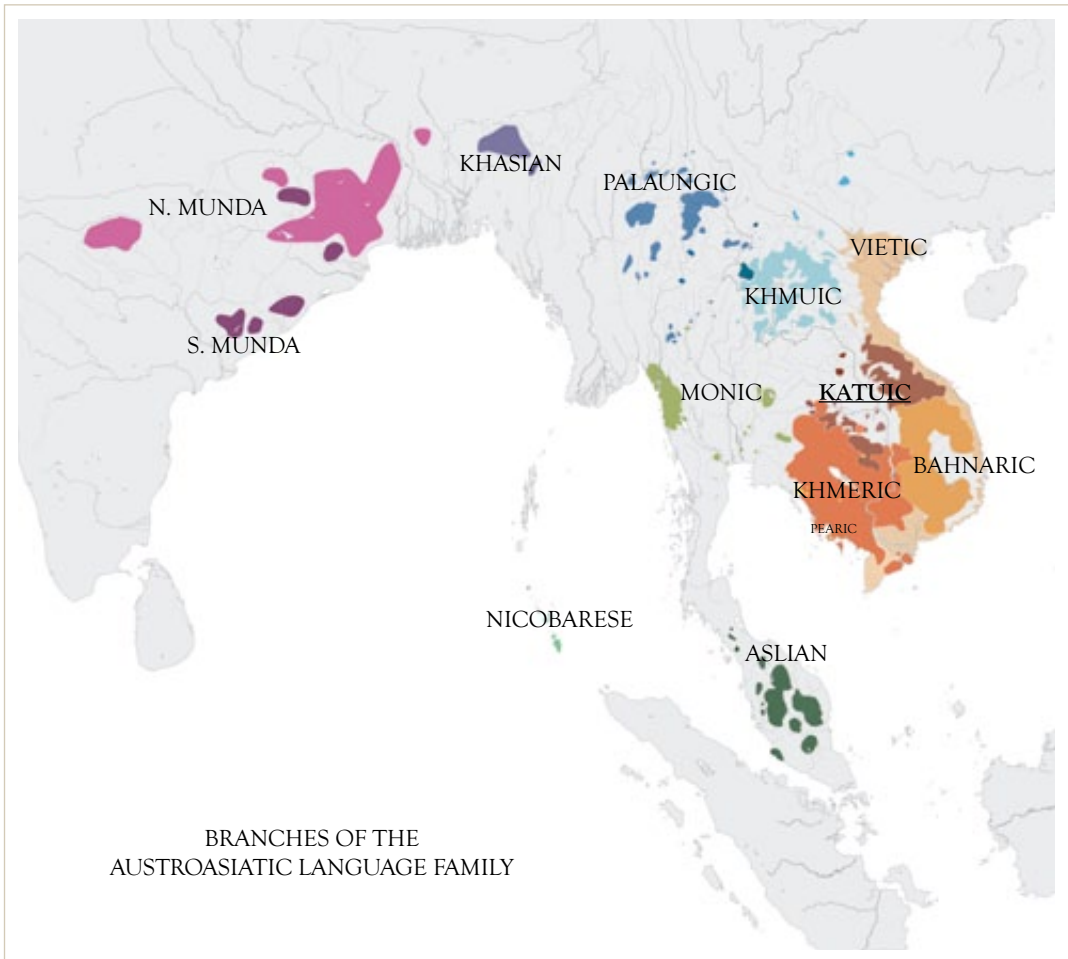 KHASIAN
PALAUNGIC
N. MUNDA
VIETIC
KHMUIC
S. MUNDA
MONIC
KATUIC
BAHNARIC
KHMERIC
PEARIC
NICOBARESE
ASLIAN
BRANCHES OF THE
AUSTROASIATIC LANGUAGE FAMILY